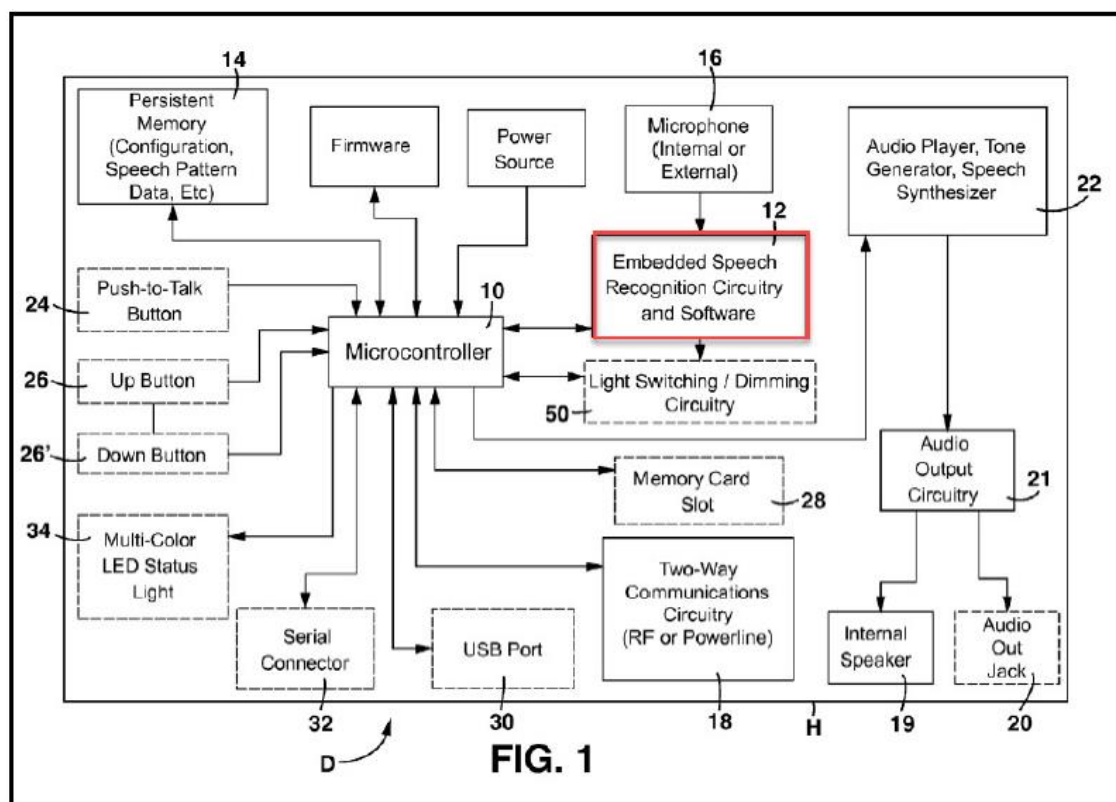 14
Persistent
Memory
(Configuration,
Speech Pattern
Data, Etc)
Firmware
Power
Source
16
Microphone
(Internal or
External)
Audio Player, Tone
Generator, Speech
Synthesizer
22
12
Embedded Speech
Recognition Circuitry
and Software
24
Push-to-Talk
Button
10
Microcontroller
26
Up Button
Light Switching / Dimming
Circuitry
50
26'
Down Button
Memory Card
Slot
28
Audio
Output
Circuitry
21
34
Multi-Color
LED Status
Light
Two-Way
Communications
Circuitry
(RF or Powerline)
Serial
Connector
USB Port
Internal
Speaker
Audio
Out
Jack
32
30
18
H
19
20
D
FIG. 1